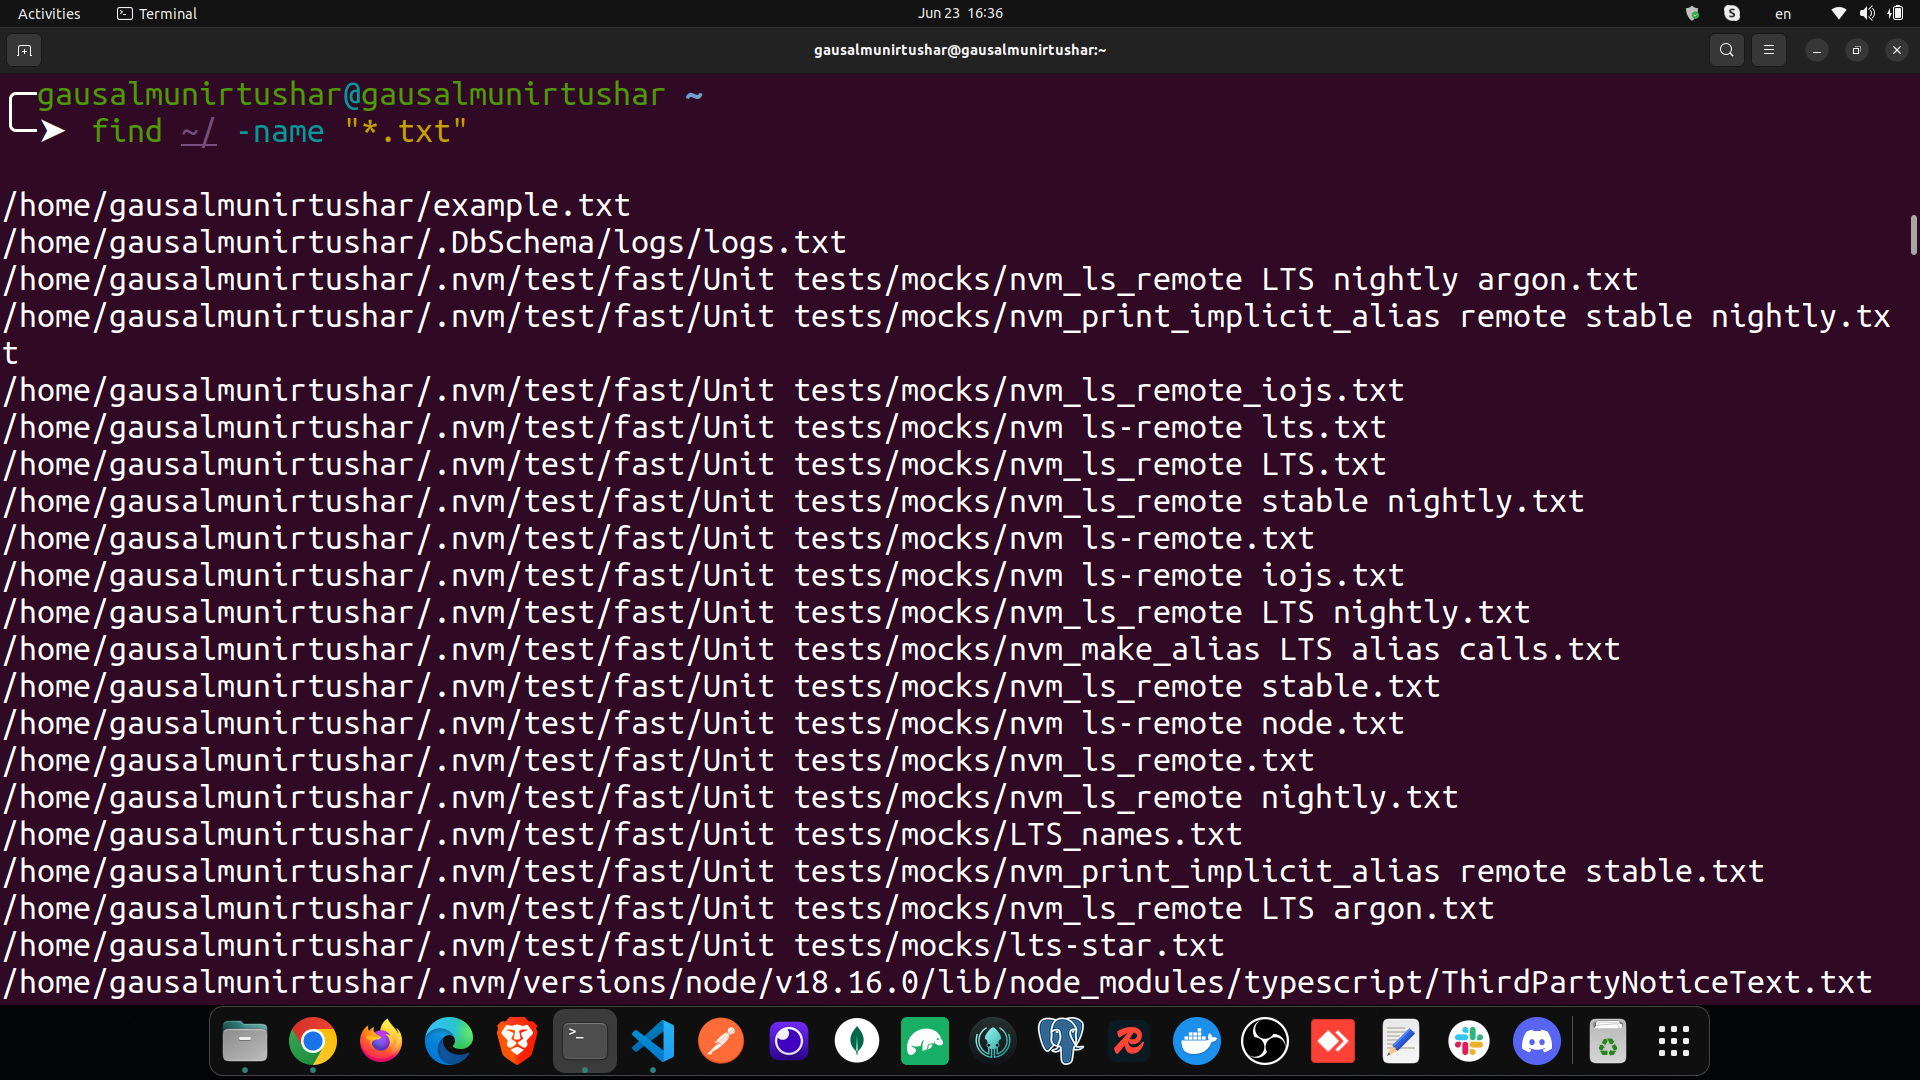 Activities
Terminal
Jun 23 16:36
en
gausalmunirtushar@gausalmunirtushar:~
gausalmunirtushar@gausalmunirtushar ~
find ~/ -name "*.txt"
/home/gausalmunirtushar/example.txt
/home/gausalmunirtushar/.DbSchema/logs/logs.txt
/home/gausalmunirtushar/.nvm/test/fast/Unit tests/mocks/nvm_ls_remote LTS nightly argon.txt
/home/gausalmunirtushar/.nvm/test/fast/Unit tests/mocks/nvm_print_implicit_alias remote stable nightly.tx
t
/home/gausalmunirtushar/.nvm/test/fast/Unit tests/mocks/nvm_ls_remote_iojs.txt
/home/gausalmunirtushar/.nvm/test/fast/Unit tests/mocks/nvm ls-remote lts.txt
/home/gausalmunirtushar/.nvm/test/fast/Unit tests/mocks/nvm_ls_remote LTS.txt
/home/gausalmunirtushar/.nvm/test/fast/Unit tests/mocks/nvm_ls_remote stable nightly.txt
/home/gausalmunirtushar/.nvm/test/fast/Unit tests/mocks/nvm ls-remote.txt
/home/gausalmunirtushar/.nvm/test/fast/Unit tests/mocks/nvm ls-remote iojs.txt
/home/gausalmunirtushar/.nvm/test/fast/Unit tests/mocks/nvm_ls_remote LTS nightly.txt
/home/gausalmunirtushar/.nvm/test/fast/Unit tests/mocks/nvm_make_alias LTS alias calls.txt
/home/gausalmunirtushar/.nvm/test/fast/Unit tests/mocks/nvm_ls_remote stable.txt
/home/gausalmunirtushar/.nvm/test/fast/Unit tests/mocks/nvm ls-remote node.txt
/home/gausalmunirtushar/.nvm/test/fast/Unit tests/mocks/nvm_ls_remote.txt
/home/gausalmunirtushar/.nvm/test/fast/Unit tests/mocks/nvm_ls_remote nightly.txt
/home/gausalmunirtushar/.nvm/test/fast/Unit tests/mocks/LTS_names.txt
/home/gausalmunirtushar/.nvm/test/fast/Unit tests/mocks/nvm_print_implicit_alias remote stable.txt
/home/gausalmunirtushar/.nvm/test/fast/Unit tests/mocks/nvm_ls_remote LTS argon.txt
/home/gausalmunirtushar/.nvm/test/fast/Unit tests/mocks/lts-star.txt
/home/gausalmunirtushar/.nvm/versions/node/v18.16.0/lib/node_modules/typescript/ThirdPartyNoticeText.txt